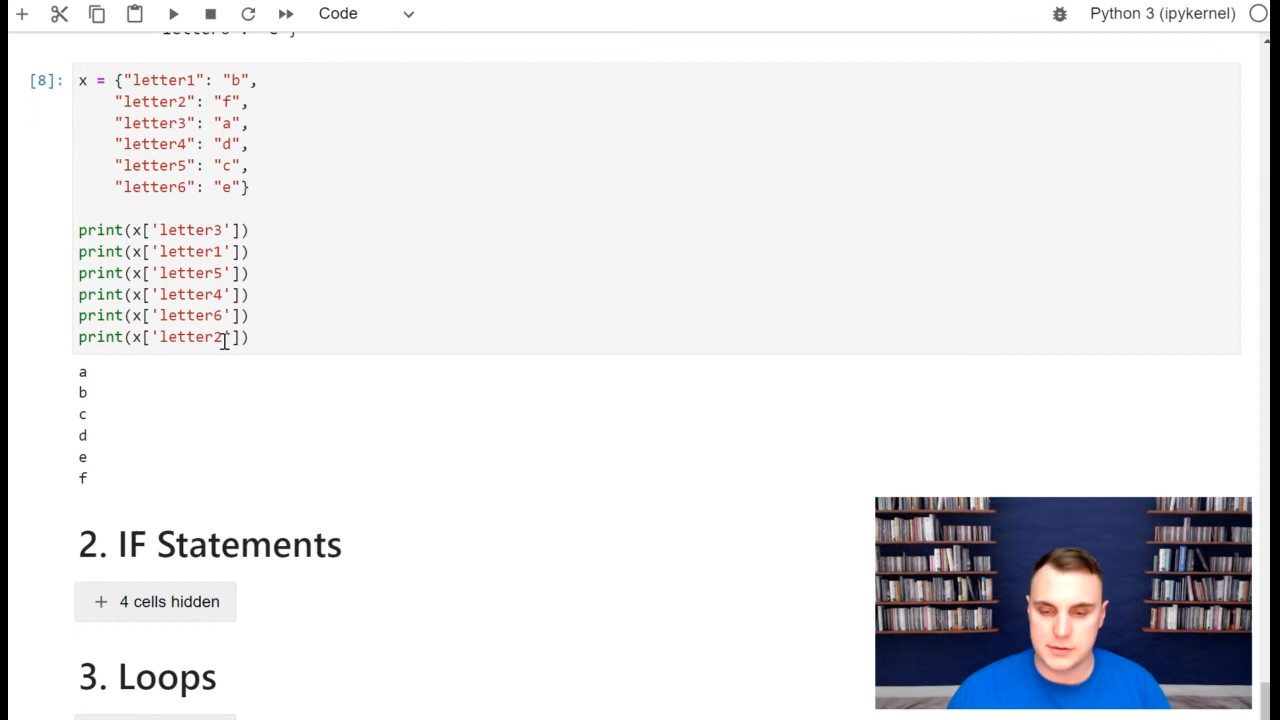 Code
Python 3 (ipykernel)
[8]: x = {"letter1": "b",
"letter2": "f",
"letter3": "a",
"letter4": "d",
"letter5": "c",
"letter6": "e"}
print(x['letter3'])
print(x['letter1'])
print(x['letter5'])
print(x['letter4'])
print(x['letter6'])
print(x['letter2'])
a
b
c
d
e
f
2. IF Statements
+ 4 cells hidden
3. Loops